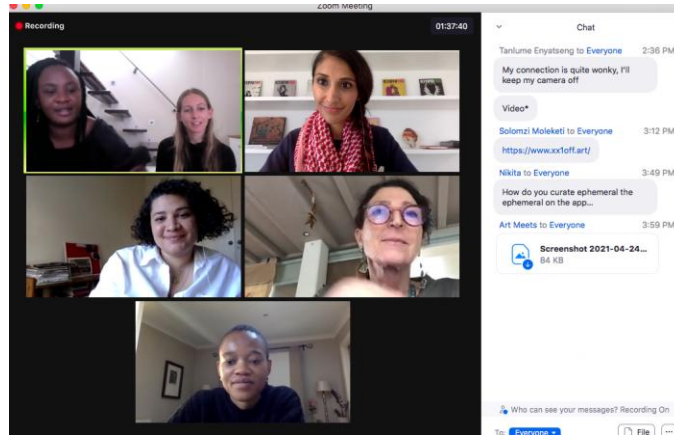 Zoom Meeting
Recording
01:37:40
Chat
Tanlume Enyatseng to Everyone 2:36 PM
My connection is quite wonky, I'll
keep my camera off
Video*
Solomzi Moleketi to Everyone 3:12 PM
https://www.xx1off.art/
Nikita to Everyone 3:49 PM
How do you curate ephemeral the
ephemeral on the app...
Art Meets to Everyone 3:59 PM
Screenshot 2021-04-24...
84 KB
Who can see your messages? Recording On
To: Everyone File ...